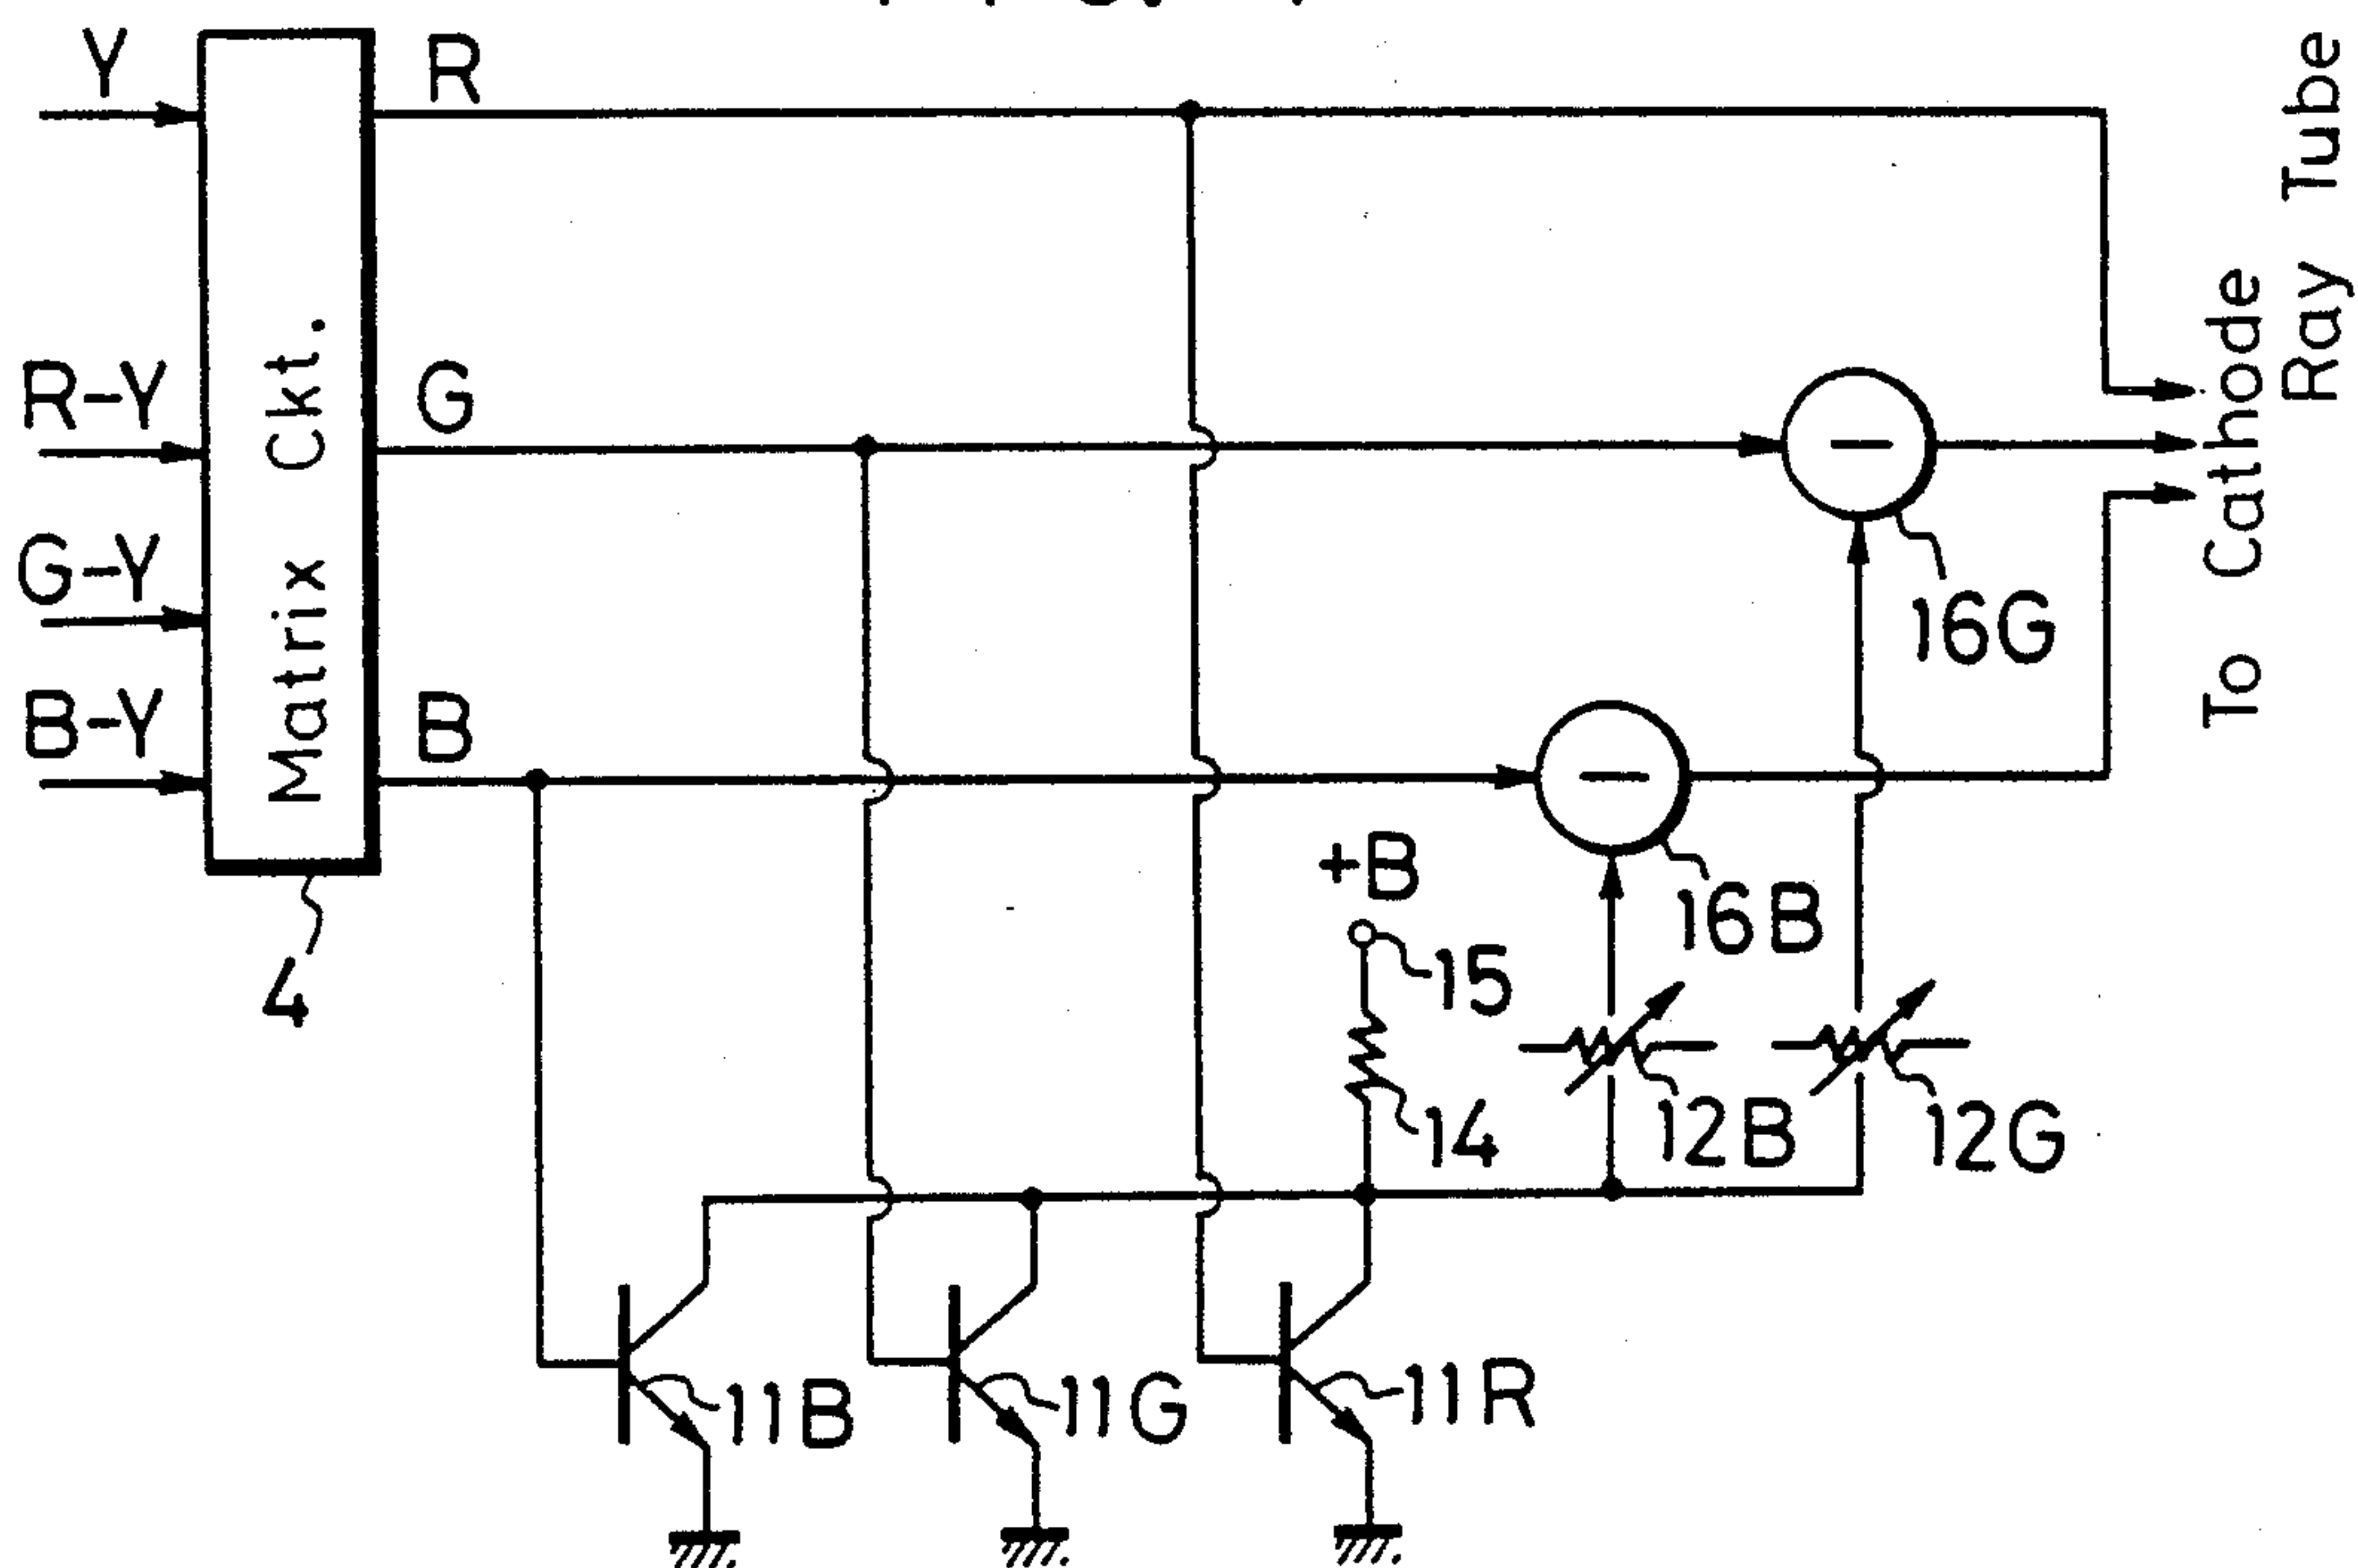 Y
R
R-Y
G
G-Y
B-Y
B
Matrix Ckt.
4
To Cathode
Ray Tube
16G
+B
16B
15
14
12B
12G
11B
11G
11R